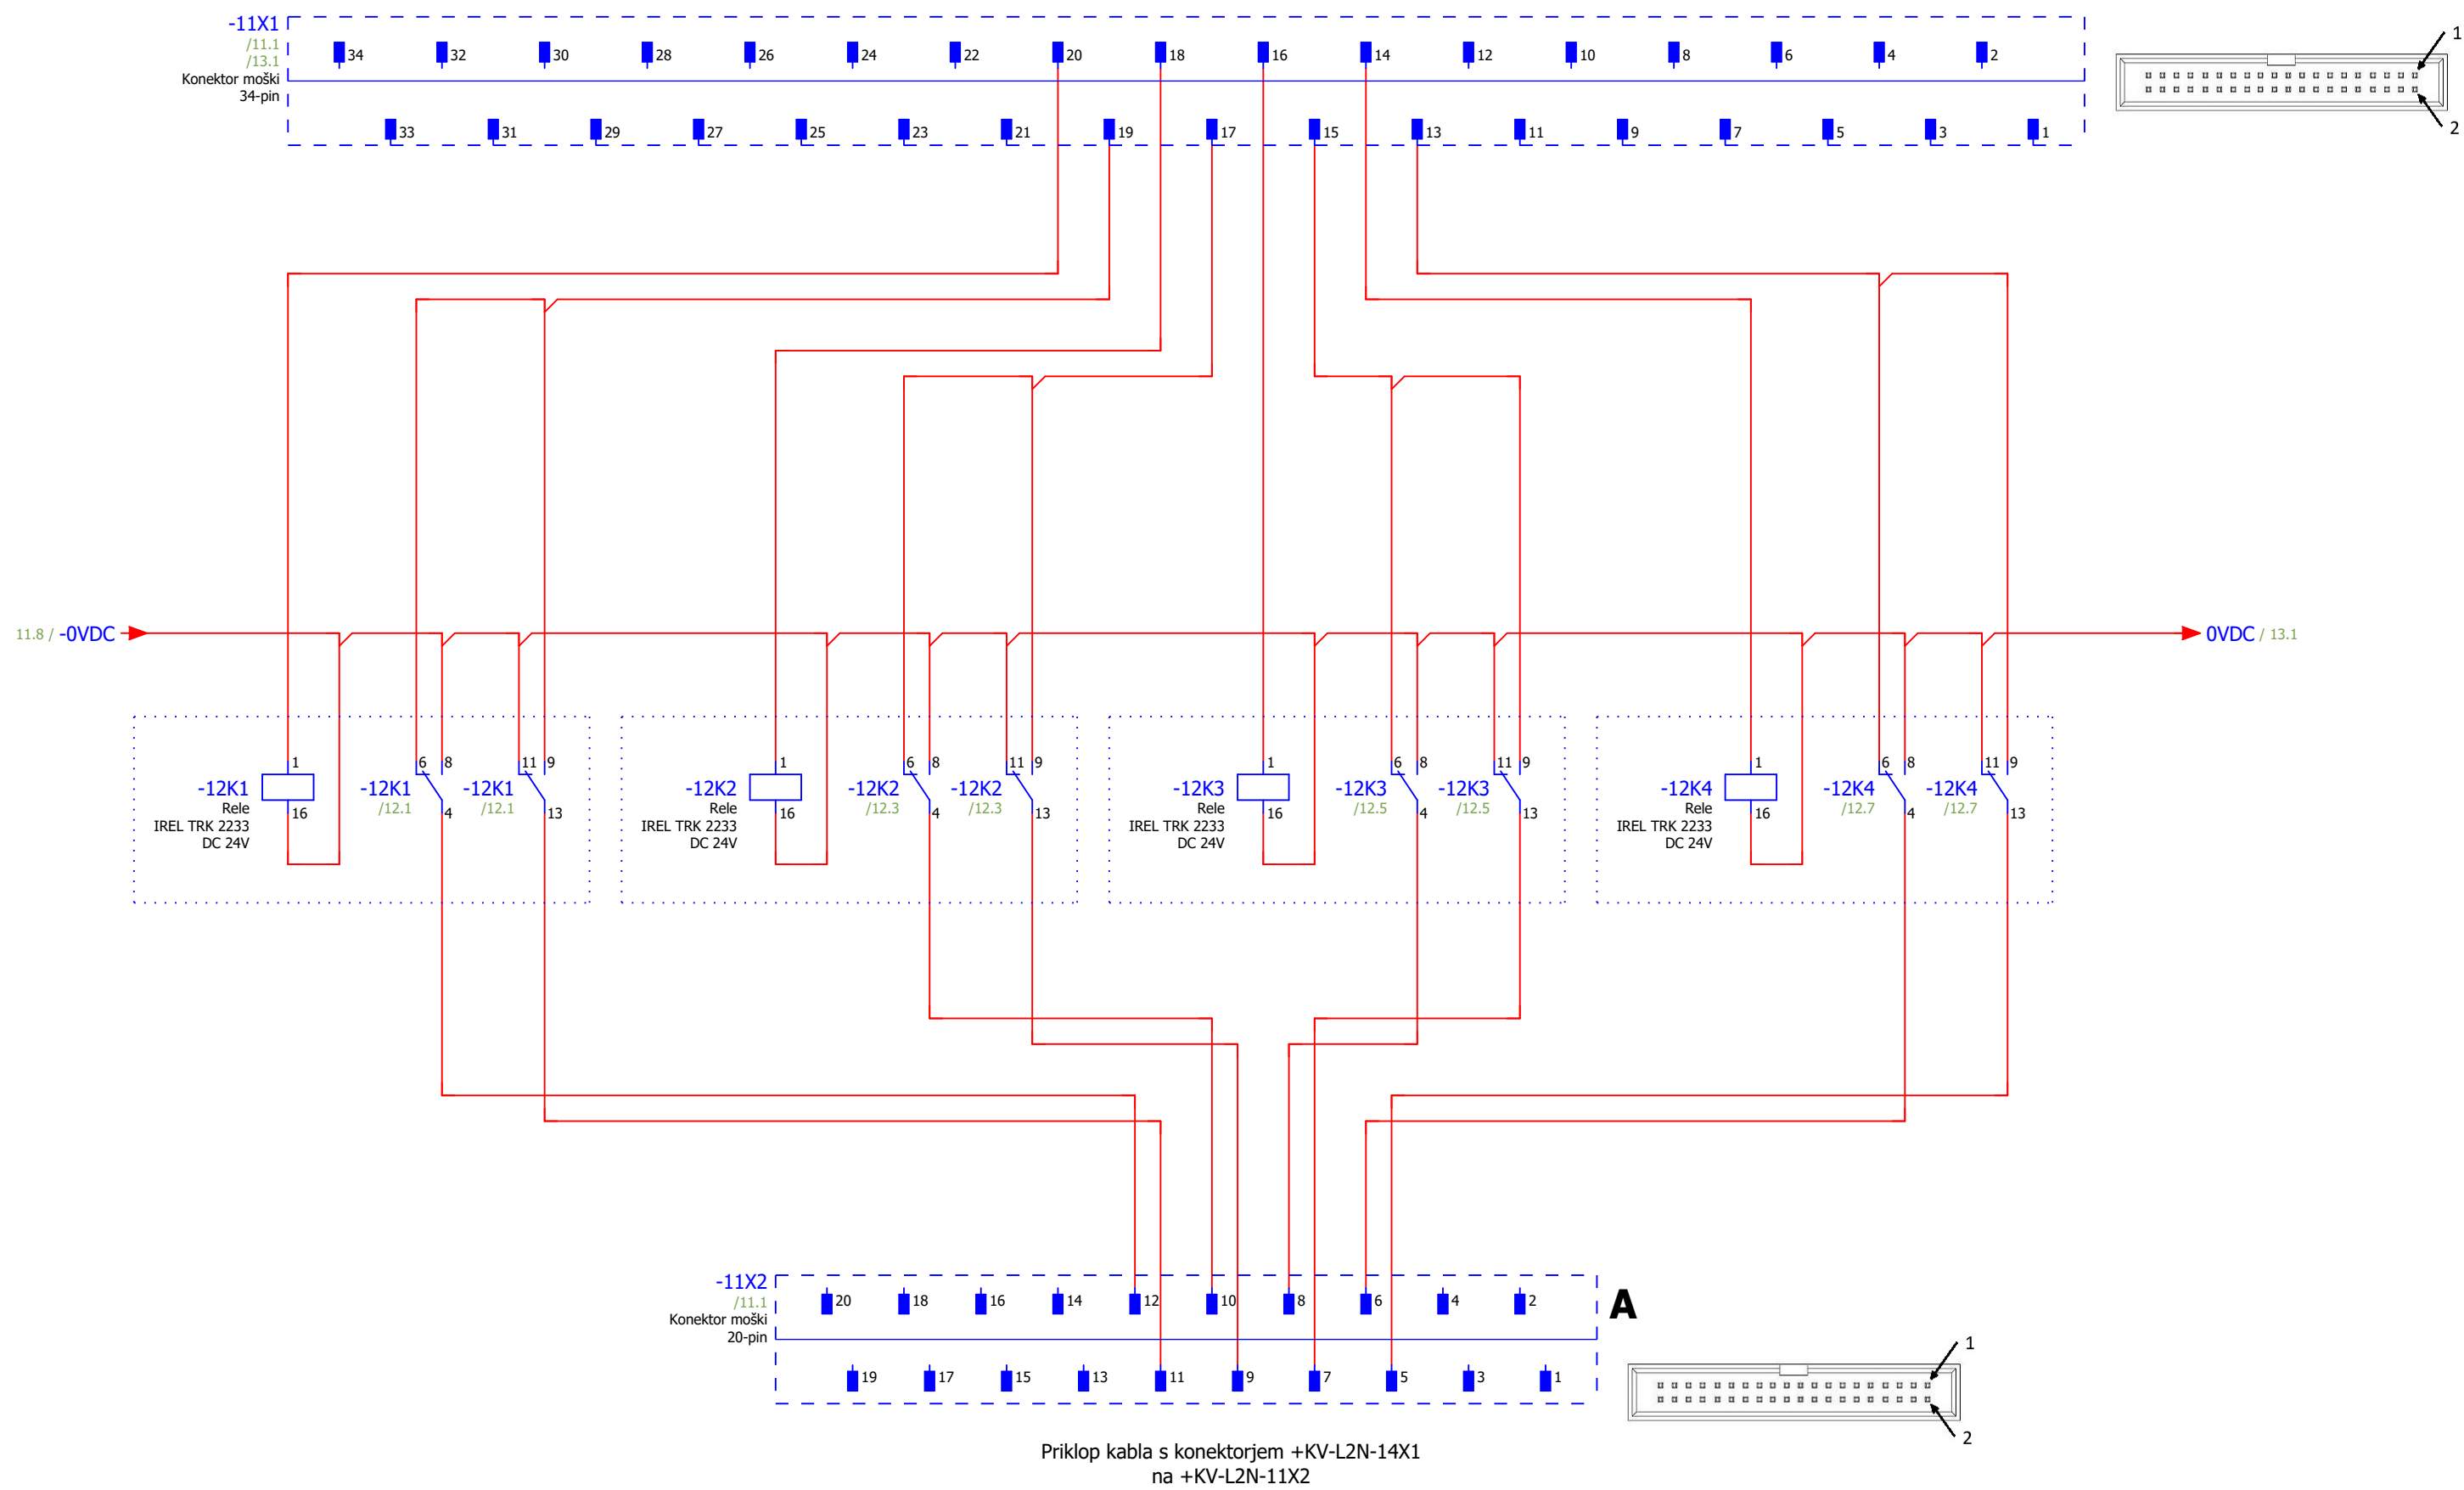 -11X1
/11.1
/13.1
Konektor moški
34-pin
34 32 30 28 26 24 22 20 18 16 14 12 10 8 6 4 2
33 31 29 27 25 23 21 19 17 15 13 11 9 7 5 3 1
1
2
11.8 / -0VDC
0VDC / 13.1
1 6 8 11 9 1 6 8 11 9 1 6 8 11 9 1 6 8 11 9
-12K1 -12K1 -12K1 -12K2 -12K2 -12K2 -12K3 -12K3 -12K3 -12K4 -12K4 -12K4
Rele /12.1 /12.1 Rele /12.3 /12.3 Rele /12.5 /12.5 Rele /12.7 /12.7
16 4 13 16 4 13 16 4 13 16 4 13
IREL TRK 2233 IREL TRK 2233 IREL TRK 2233 IREL TRK 2233
DC 24V DC 24V DC 24V DC 24V
-11X2
/11.1
Konektor moški
20-pin
20 18 16 14 12 10 8 6 4 2
A
19 17 15 13 11 9 7 5 3 1
1
2
Priklop kabla s konektorjem +KV-L2N-14X1
na +KV-L2N-11X2